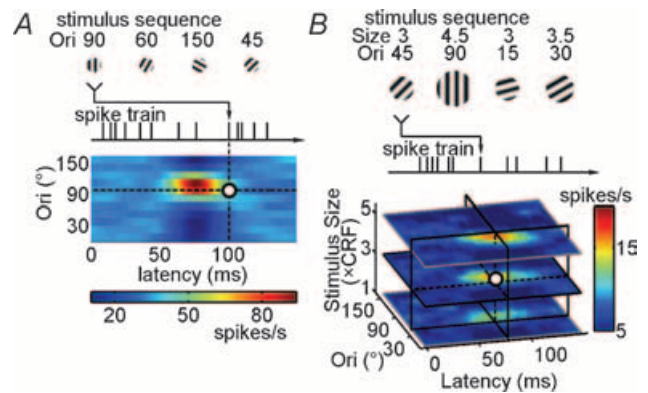 A
stimulus sequence
Ori 90 60 150 45
spike train
Ori (°)
150
90
30
0 50 100
latency (ms)
10 50 80
spikes/s
B
stimulus sequence
Size 3 4.5 3 3.5
Ori 45 90 15 30
spike train
spikes/s
15
5
Stimulus Size
(×CRF)
5
3
1
150
90
30
Ori (°)
0 50 100
Latency (ms)